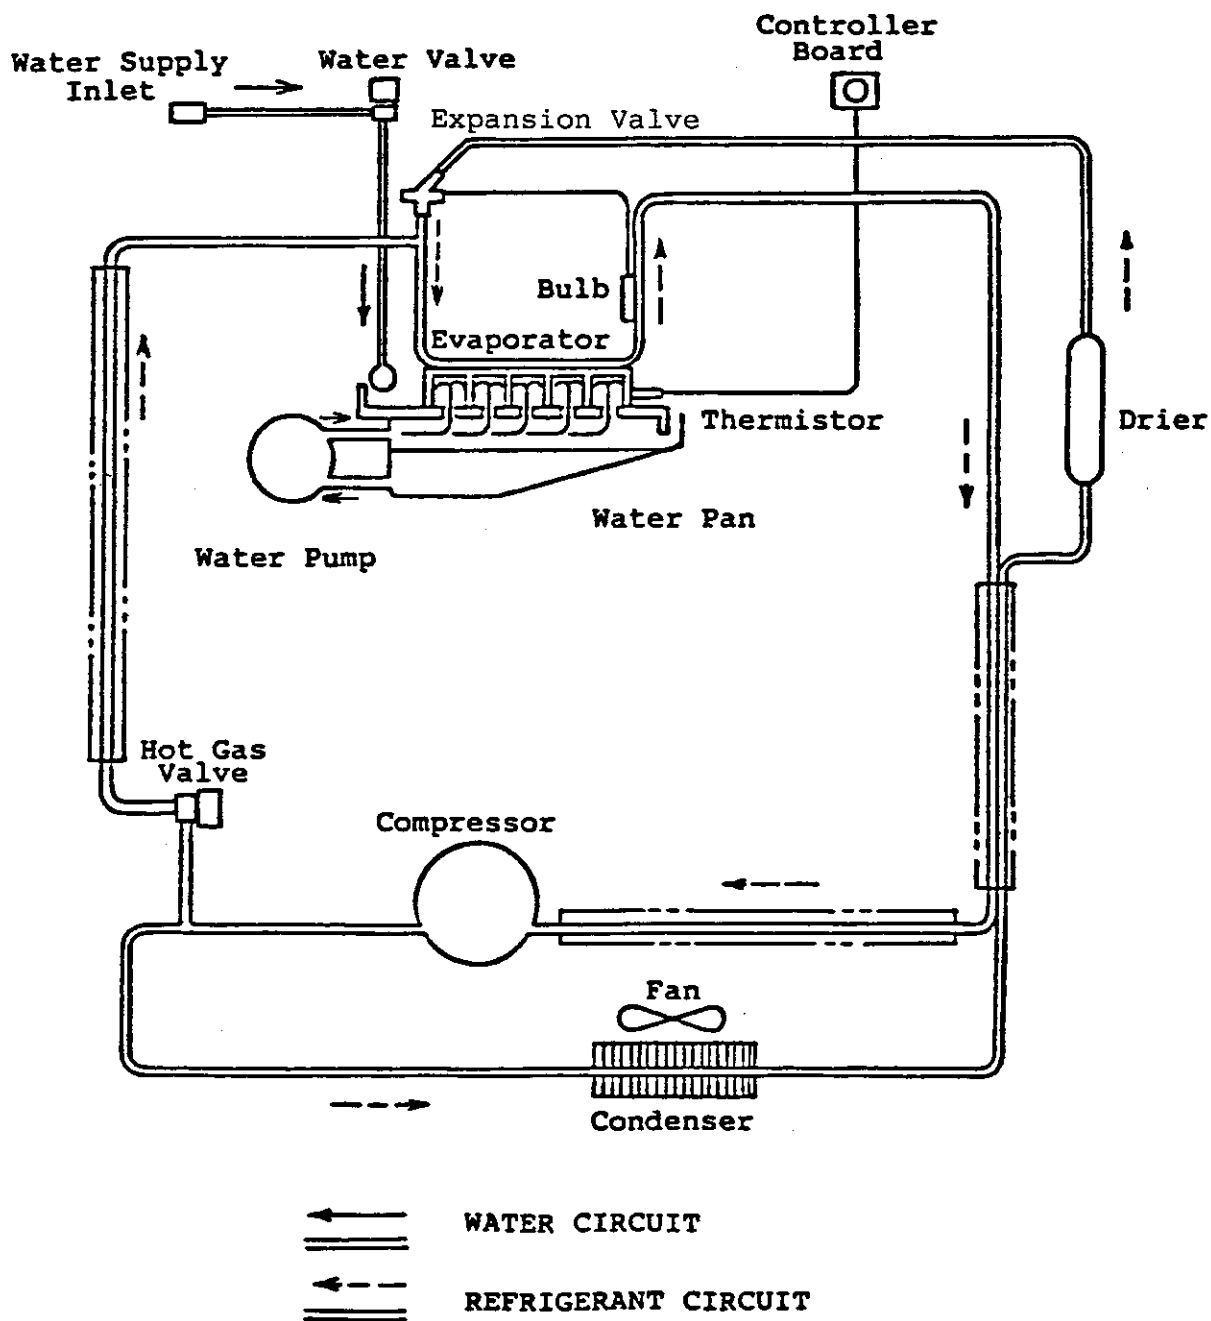 Controller
Board
Water Supply
Inlet
Water Valve
Expansion Valve
Bulb
Evaporator
Thermistor
Drier
Water Pan
Water Pump
Hot Gas
Valve
Compressor
Fan
Condenser
WATER CIRCUIT
REFRIGERANT CIRCUIT